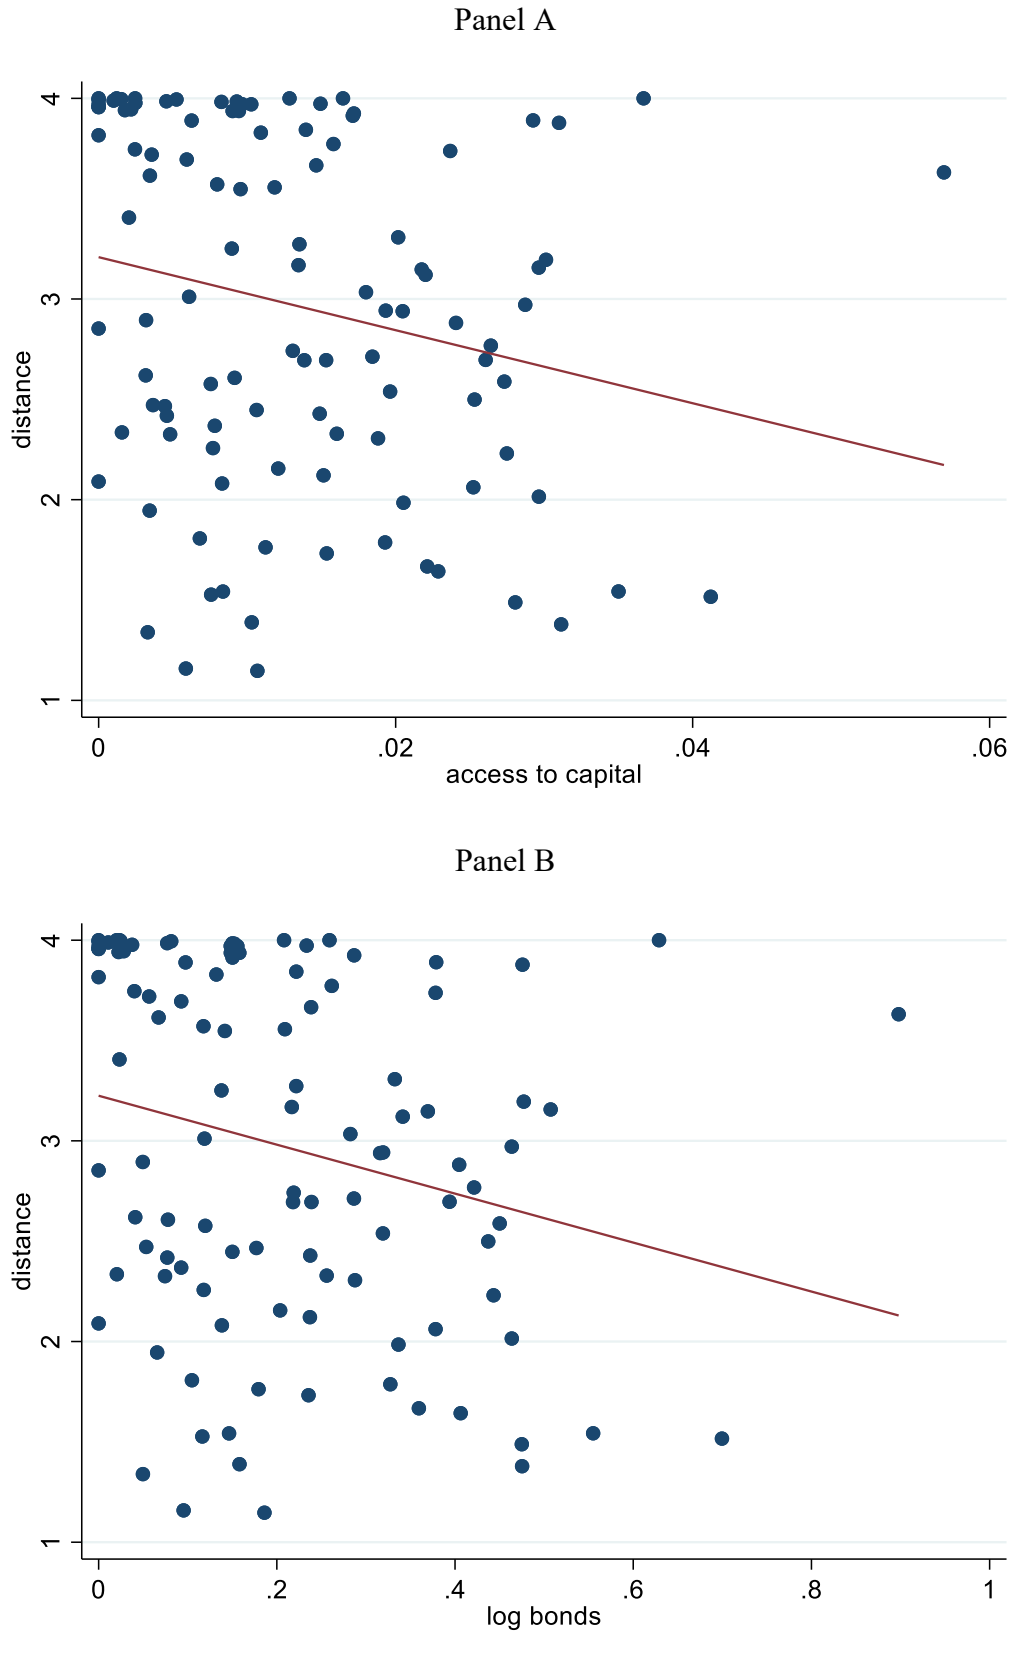 Panel A
4
3
distance
2
1
0 .02 .04 .06
access to capital
Panel B
4
3
distance
2
1
0 .2 .4 .6 .8 1
log bonds